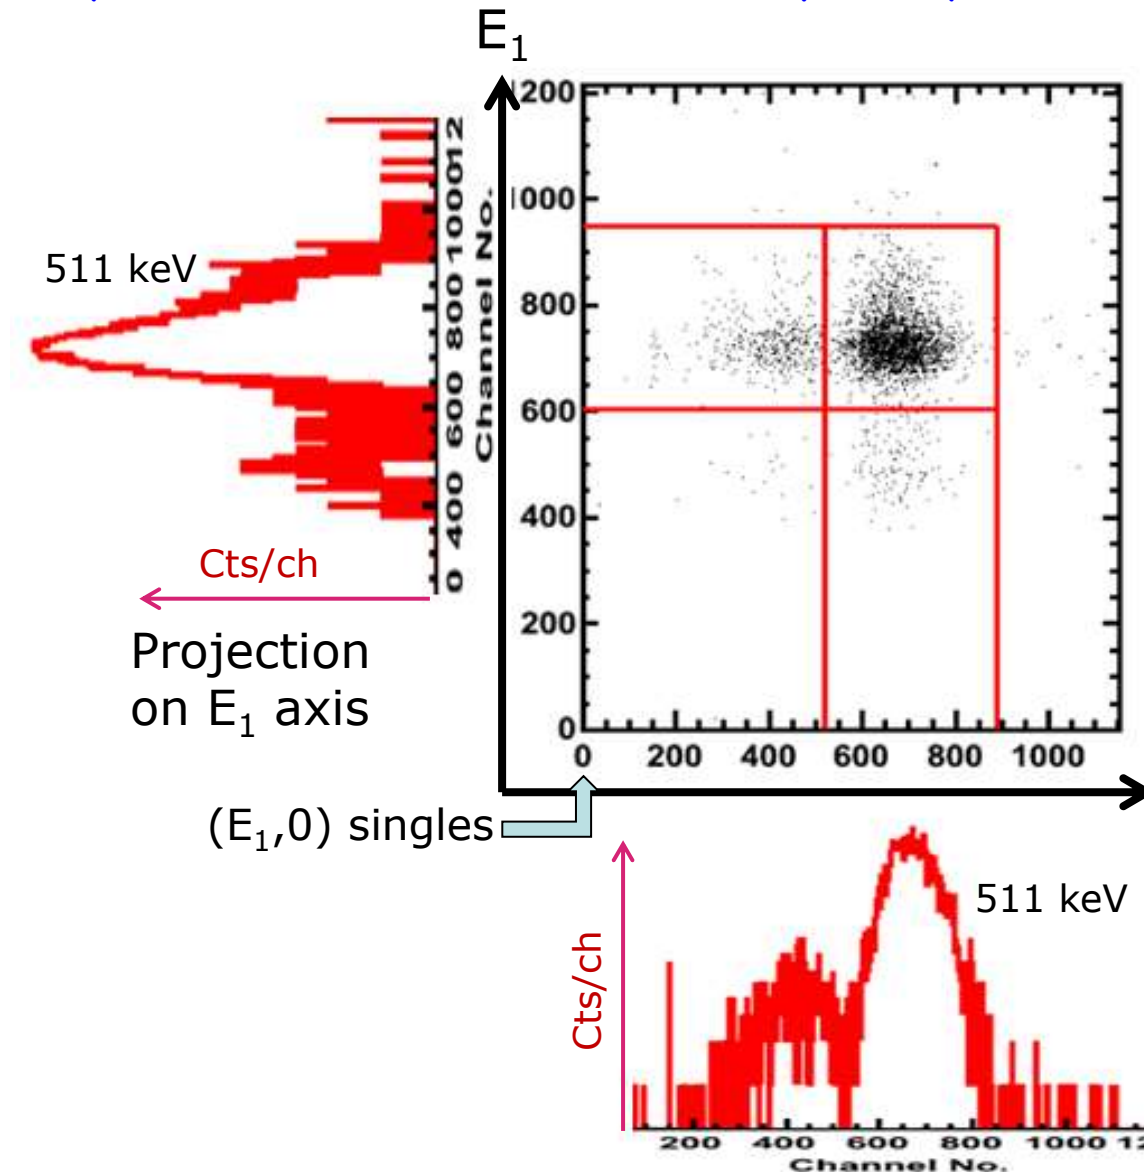 E1
1200
1000
800
600
400
200
0
0 200 400 600 800 1000
0 400 600 800 1000 12
Channel No.
511 keV
Cts/ch
Projection
on E1 axis
(E1,0) singles
511 keV
Cts/ch
200 400 600 800 1000 12
Channel No.